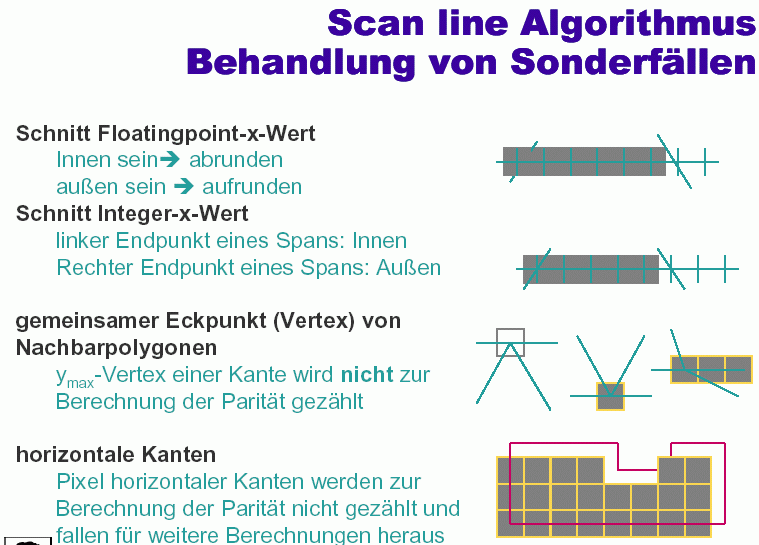 Scan line Algorithmus
Behandlung von Sonderfällen
Schnitt Floatingpoint-x-Wert
Innen sein➔ abrunden
außen sein ➔ aufrunden
Schnitt Integer-x-Wert
linker Endpunkt eines Spans: Innen
Rechter Endpunkt eines Spans: Außen
gemeinsamer Eckpunkt (Vertex) von
Nachbarpolygonen
ymax-Vertex einer Kante wird nicht zur
Berechnung der Parität gezählt
horizontale Kanten
Pixel horizontaler Kanten werden zur
Berechnung der Parität nicht gezählt und
fallen für weitere Berechnungen heraus